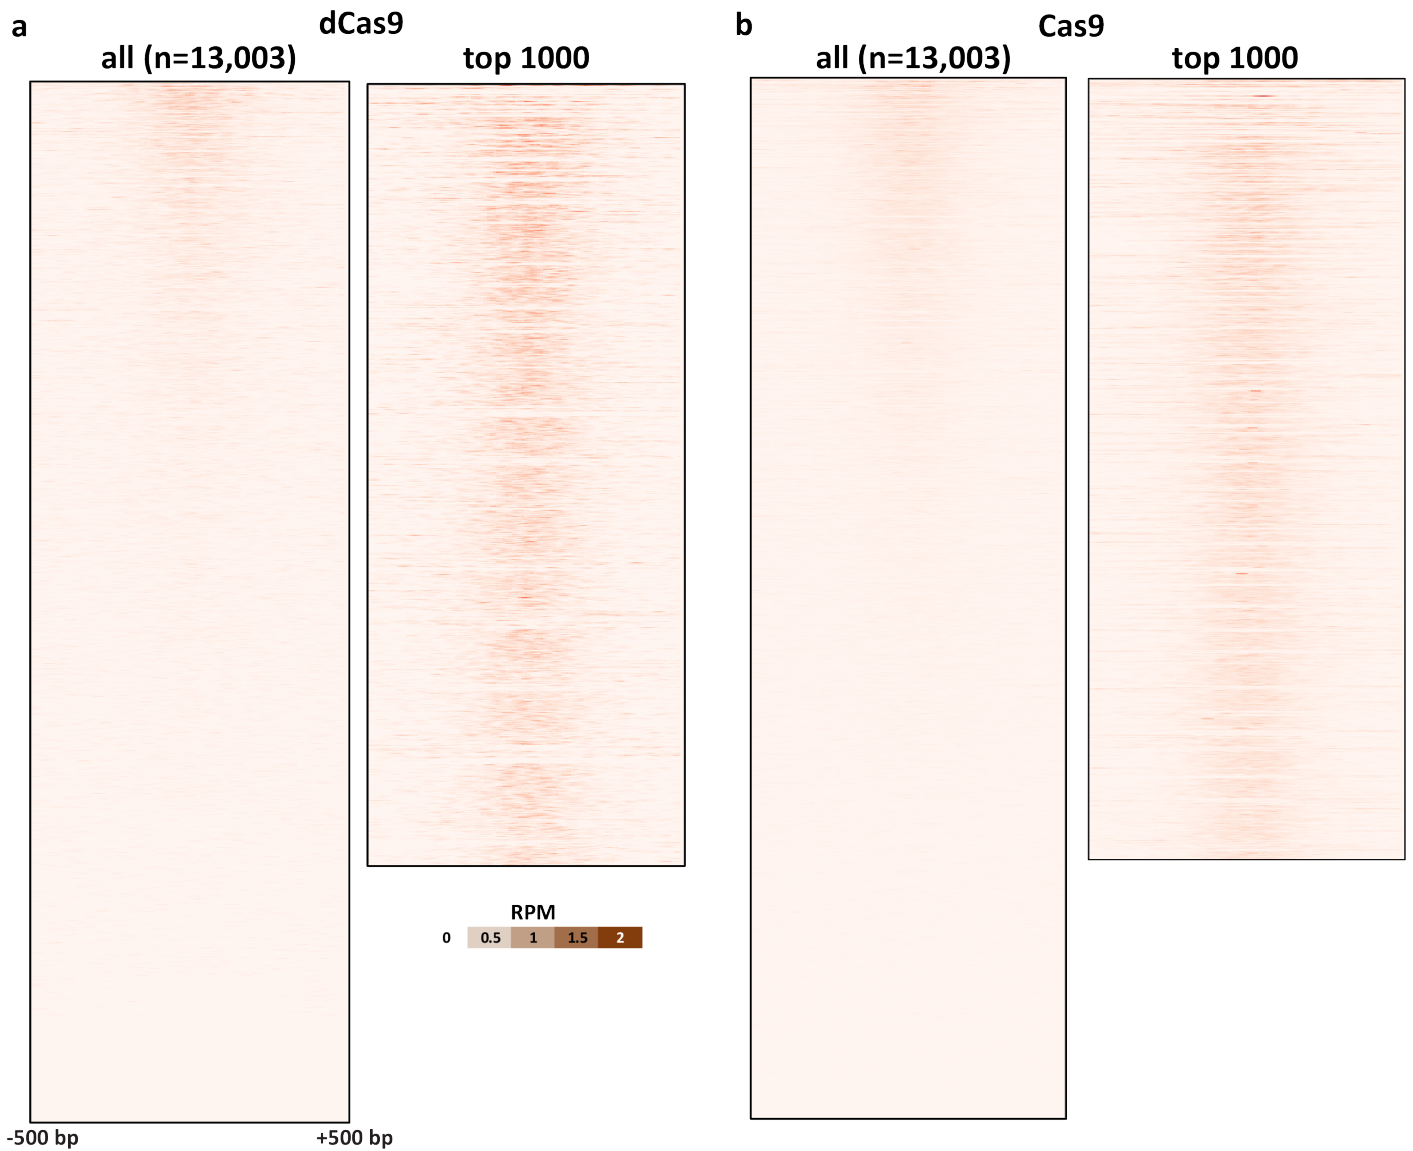 a
dCas9
all (n=13,003)
top 1000
b
Cas9
all (n=13,003)
top 1000
RPM
0 0.5 1 1.5 2
-500 bp
+500 bp